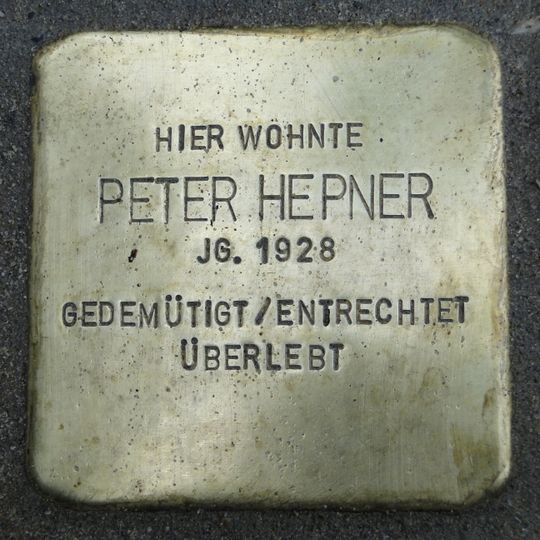 HIER WOHNTE
PETER HEPNER
JG. 1928
GEDEMÜTIGT/ENTRECHTET
ÜBERLEBT